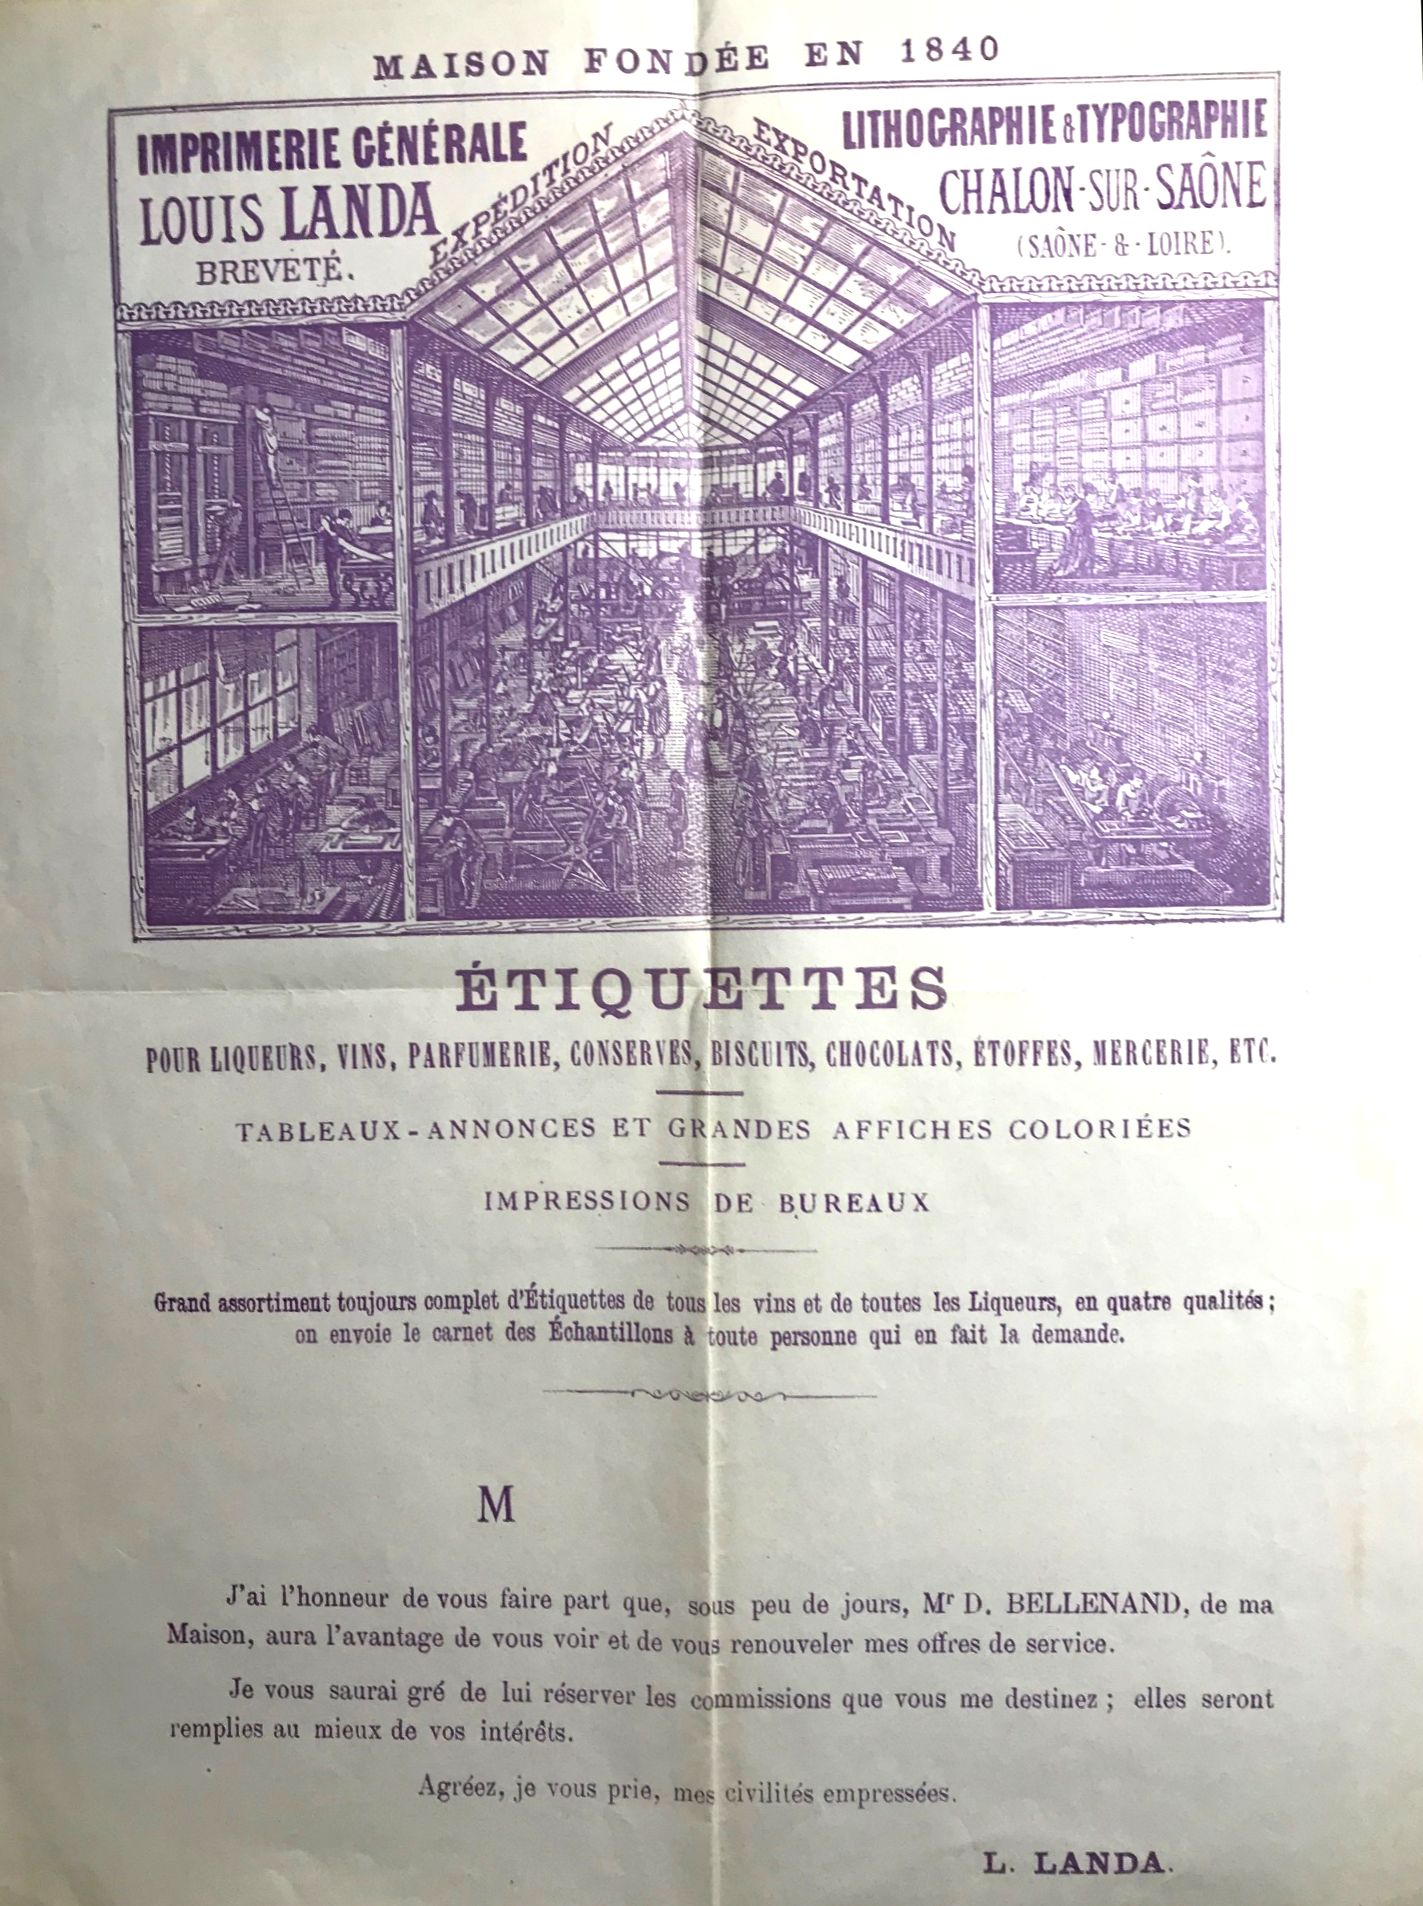 MAISON FONDÉE EN 1840
IMPRIMERIE GÉNÉRALE
LOUIS LANDA
BREVETÉ.
EXPÉDITION
EXPORTATION
LITHOGRAPHIE & TYPOGRAPHIE
CHALON-SUR-SAÔNE
(SAÔNE-&-LOIRE).
ÉTIQUETTES
POUR LIQUEURS, VINS, PARFUMERIE, CONSERVES, BISCUITS, CHOCOLATS, ÉTOFFES, MERCERIE, ETC.
TABLEAUX-ANNONCES ET GRANDES AFFICHES COLORIÉES
IMPRESSIONS DE BUREAUX
Grand assortiment toujours complet d'Étiquettes de tous les vins et de toutes les Liqueurs, en quatre qualités;
on envoie le carnet des Échantillons à toute personne qui en fait la demande.
M
J'ai l'honneur de vous faire part que, sous peu de jours, Mr D. BELLENAND, de ma
Maison, aura l'avantage de vous voir et de vous renouveler mes offres de service.
Je vous saurai gré de lui réserver les commissions que vous me destinez; elles seront
remplies au mieux de vos intérêts.
Agréez, je vous prie, mes civilités empressées.
L. LANDA.